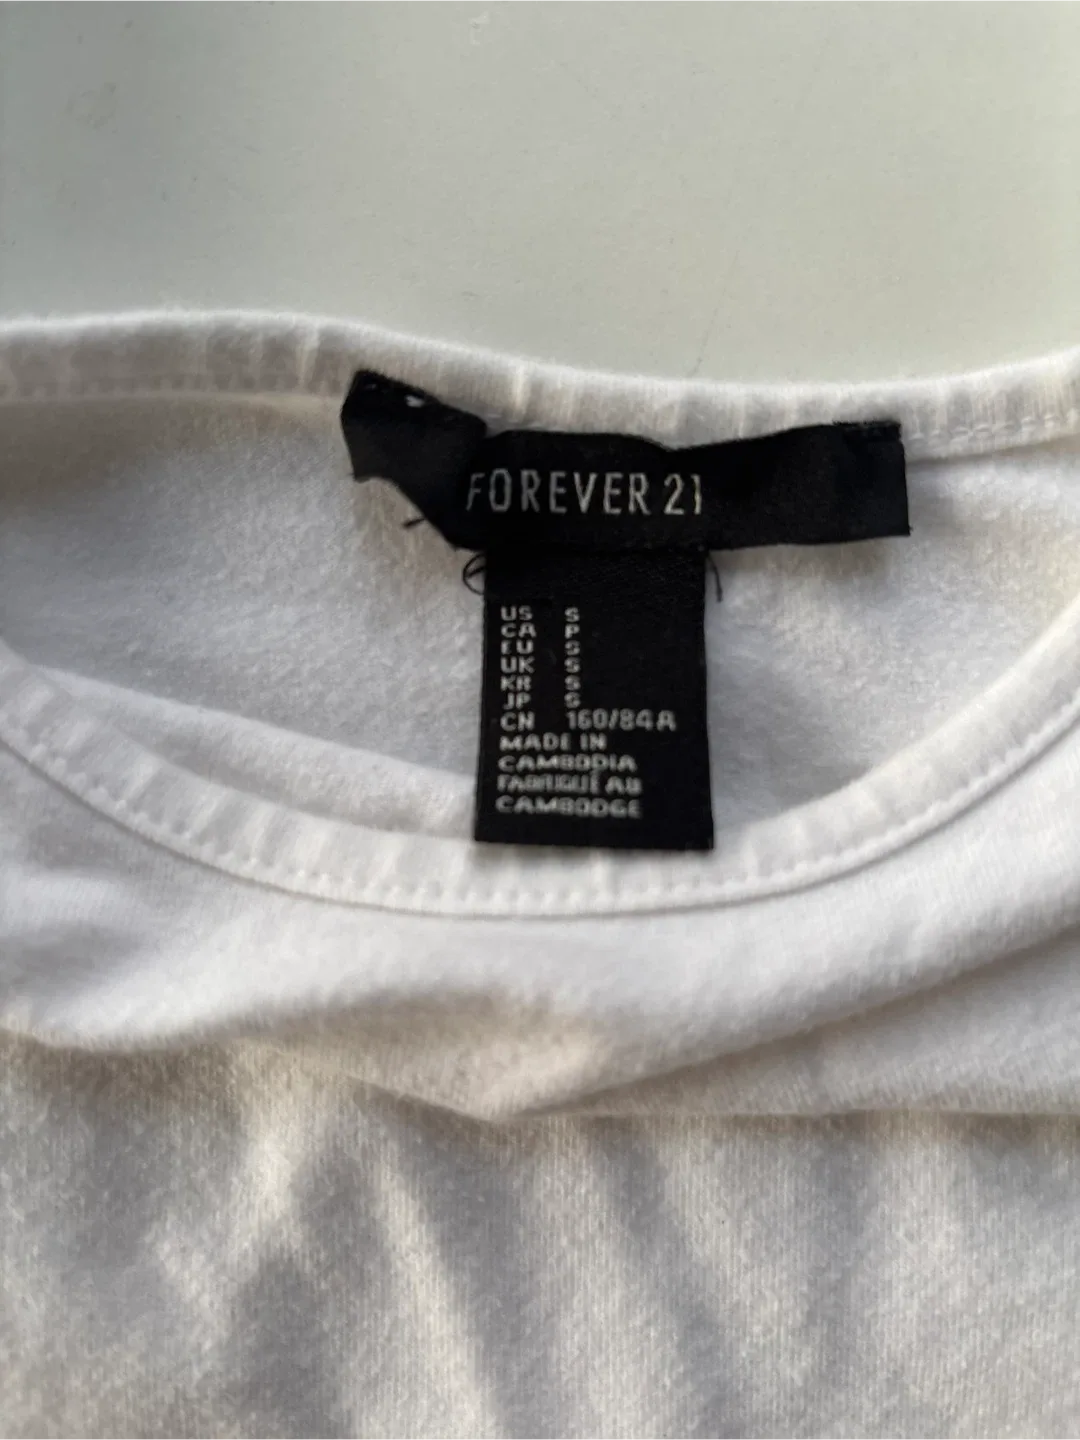 FOREVER 21
US S
CA P
EU S
UK S
KR S
JP S
CN 160/84A
MADE IN
CAMBODIA
FABRIQUÉ AU
CAMBODGE